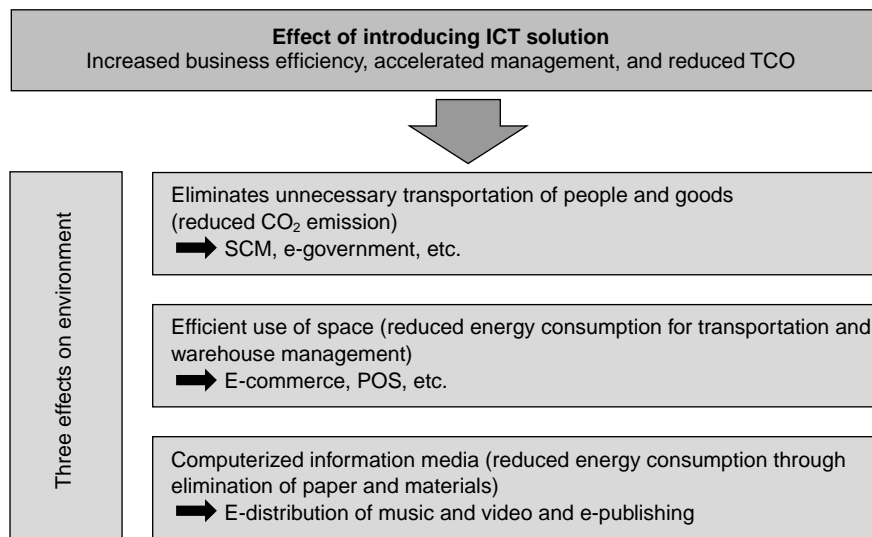 Effect of introducing ICT solution
Increased business efficiency, accelerated management, and reduced TCO
Three effects on environment
Eliminates unnecessary transportation of people and goods
(reduced CO₂ emission)
SCM, e-government, etc.
Efficient use of space (reduced energy consumption for transportation and
warehouse management)
E-commerce, POS, etc.
Computerized information media (reduced energy consumption through
elimination of paper and materials)
E-distribution of music and video and e-publishing